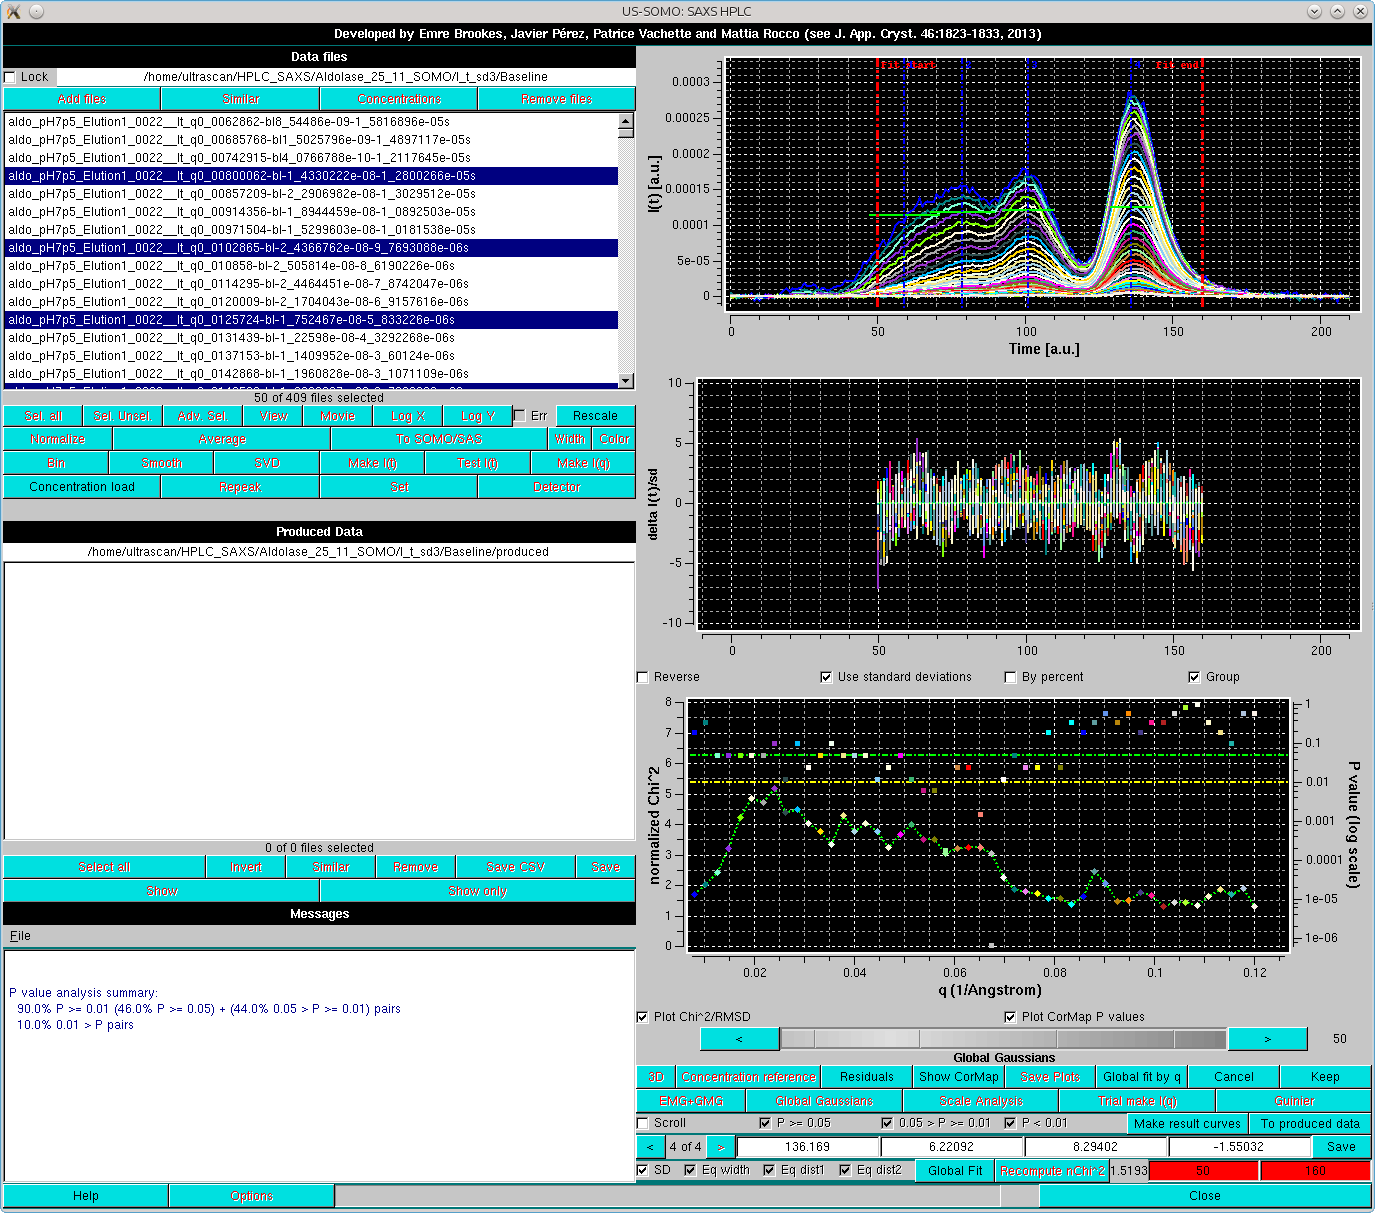 US-SOMO: SAXS HPLC
Developed by Emre Brookes, Javier Pérez, Patrice Vachette and Mattia Rocco (see J. App. Cryst. 46:1823-1833, 2013)
Data files
Lock /home/ultrascan/HPLC_SAXS/Aldolase_25_11_SOMO/I_t_sd3/Baseline
Add files Similar Concentrations Remove files
aldo_pH7p5_Elution1_0022__It_q0_0062862-bl8_54486e-09-1_5816896e-05s
aldo_pH7p5_Elution1_0022__It_q0_00685768-bl1_5025796e-09-1_4897117e-05s
aldo_pH7p5_Elution1_0022__It_q0_00742915-bl4_0766788e-10-1_2117645e-05s
aldo_pH7p5_Elution1_0022__It_q0_00800062-bl-1_4330222e-08-1_2800266e-05s
aldo_pH7p5_Elution1_0022__It_q0_00857209-bl-2_2906982e-08-1_3029512e-05s
aldo_pH7p5_Elution1_0022__It_q0_00914356-bl-1_8944459e-08-1_0892503e-05s
aldo_pH7p5_Elution1_0022__It_q0_00971504-bl-1_5299603e-08-1_0181538e-05s
aldo_pH7p5_Elution1_0022__It_q0_0102865-bl-2_4366762e-08-9_7693088e-06s
aldo_pH7p5_Elution1_0022__It_q0_010858-bl-2_505814e-08-8_6190226e-06s
aldo_pH7p5_Elution1_0022__It_q0_0114295-bl-2_4464451e-08-7_8742047e-06s
aldo_pH7p5_Elution1_0022__It_q0_0120009-bl-2_1704043e-08-6_9157616e-06s
aldo_pH7p5_Elution1_0022__It_q0_0125724-bl-1_752467e-08-5_833226e-06s
aldo_pH7p5_Elution1_0022__It_q0_0131439-bl-1_22598e-08-4_3292268e-06s
aldo_pH7p5_Elution1_0022__It_q0_0137153-bl-1_1409952e-08-3_60124e-06s
aldo_pH7p5_Elution1_0022__It_q0_0142868-bl-1_1960828e-08-3_1071109e-06s
50 of 409 files selected
Sel. all Sel. Unsel. Adv. Sel. View Movie Log X Log Y Err Rescale
Normalize Average To SOMO/SAS Width Color
Bin Smooth SVD Make I(t) Test I(t) Make I(q)
Concentration load Repeak Set Detector
Produced Data
/home/ultrascan/HPLC_SAXS/Aldolase_25_11_SOMO/I_t_sd3/Baseline/produced
0 of 0 files selected
Select all Invert Similar Remove Save CSV Save
Show Show only
Messages
File
P value analysis summary:
90.0% P >= 0.01 (46.0% P >= 0.05) + (44.0% 0.05 > P >= 0.01) pairs
10.0% 0.01 > P pairs
Help Options
Fit start Fit end
I(t) [a.u.]
0.0003
0.00025
0.0002
0.00015
0.0001
5e-05
0
0 50 100 150 200
Time [a.u.]
delta I(t)/sd
10
5
0
-5
-10
0 50 100 150 200
Reverse Use standard deviations By percent Group
normalized Chi^2
8
7
6
5
4
3
2
1
0
P value (log scale)
1
0.1
0.01
0.001
0.0001
1e-05
1e-06
0.02 0.04 0.06 0.08 0.1 0.12
q (1/Angstrom)
Plot Chi^2/RMSD Plot CorMap P values
< > 50
Global Gaussians
3D Concentration reference Residuals Show CorMap Save Plots Global fit by q Cancel Keep
EMG+GMG Global Gaussians Scale Analysis Trial make I(q) Guinier
Scroll P >= 0.05 0.05 > P >= 0.01 P < 0.01 Make result curves To produced data
< 4 of 4 > 136.169 6.22092 8.29402 -1.55032 Save
SD Eq width Eq dist1 Eq dist2 Global Fit Recompute nChi^2 1.5193 50 160
Close